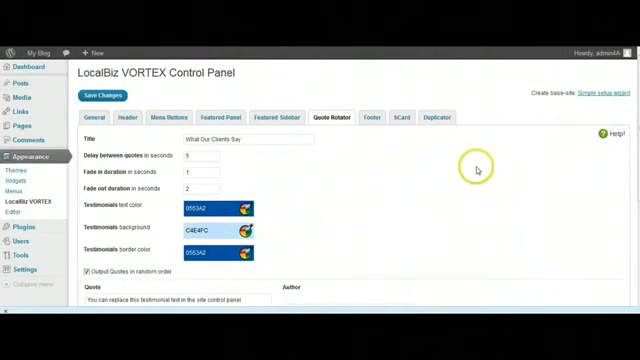 My Blog + New Howdy, admin4A
Dashboard
LocalBiz VORTEX Control Panel
Posts
Media
Save Changes
Create base-site: Simple setup wizard
Links
Pages
General Header Menu Buttons Featured Panel Featured Sidebar Quote Rotator Footer hCard Duplicator
Comments
Help!
Title What Our Clients Say
Appearance
Delay between quotes in seconds 5
Themes
Fade in duration in seconds 1
Widgets
Menus
Fade out duration in seconds 2
LocalBiz VORTEX
Testimonials text color 0553A2
Editor
Plugins
Testimonials background C4E4FC
Users
Testimonials border color 0553A2
Tools
Settings
Output Quotes in random order
Collapse menu
Quote Author
You can replace this testimonial text in the site control panel